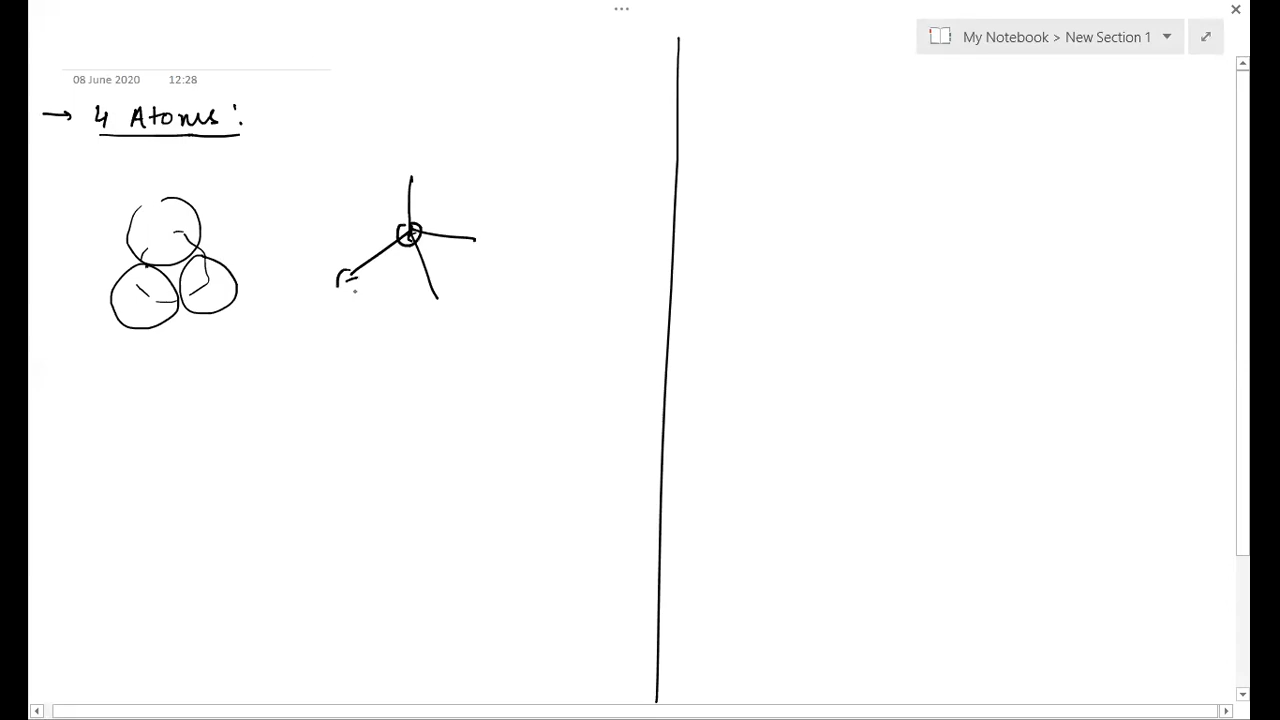 My Notebook > New Section 1
08 June 2020 12:28
→ 4 Atoms :